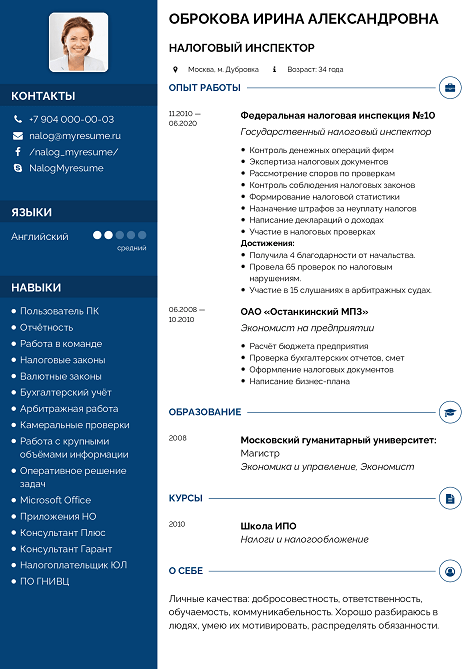 КОНТАКТЫ
+7 904 000-00-03
nalog@myresume.ru
/nalog_myresume/
NalogMyresume
ЯЗЫКИ
Английский
средний
НАВЫКИ
Пользователь ПК
Отчётность
Работа в команде
Налоговые законы
Валютные законы
Бухгалтерский учёт
Арбитражная работа
Камеральные проверки
Работа с крупными
объёмами информации
Оперативное решение
задач
Microsoft Office
Приложения НО
Консультант Плюс
Консультант Гарант
Налогоплательщик ЮЛ
ПО ГНИВЦ
ОБРОКОВА ИРИНА АЛЕКСАНДРОВНА
НАЛОГОВЫЙ ИНСПЕКТОР
Москва, м. Дубровка Возраст: 34 года
ОПЫТ РАБОТЫ
11.2010 —
06.2020
Федеральная налоговая инспекция №10
Государственный налоговый инспектор
Контроль денежных операций фирм
Экспертиза налоговых документов
Рассмотрение споров по проверкам
Контроль соблюдения налоговых законов
Формирование налоговой статистики
Назначение штрафов за неуплату налогов
Написание декларации о доходах
Участие в налоговых проверках
Достижения:
Получила 4 благодарности от начальства.
Провела 65 проверок по налоговым
нарушениям.
Участие в 15 слушаниях в арбитражных судах.
06.2008 —
10.2010
ОАО «Останкинский МПЗ»
Экономист на предприятии
Расчёт бюджета предприятия
Проверка бухгалтерских отчетов, смет
Оформление налоговых документов
Написание бизнес-плана
ОБРАЗОВАНИЕ
2008
Московский гуманитарный университет:
Магистр
Экономика и управление, Экономист
КУРСЫ
2010
Школа ИПО
Налоги и налогообложение
О СЕБЕ
Личные качества: добросовестность, ответственность,
обучаемость, коммуникабельность. Хорошо разбираюсь в
людях, умею их мотивировать, распределять обязанности.